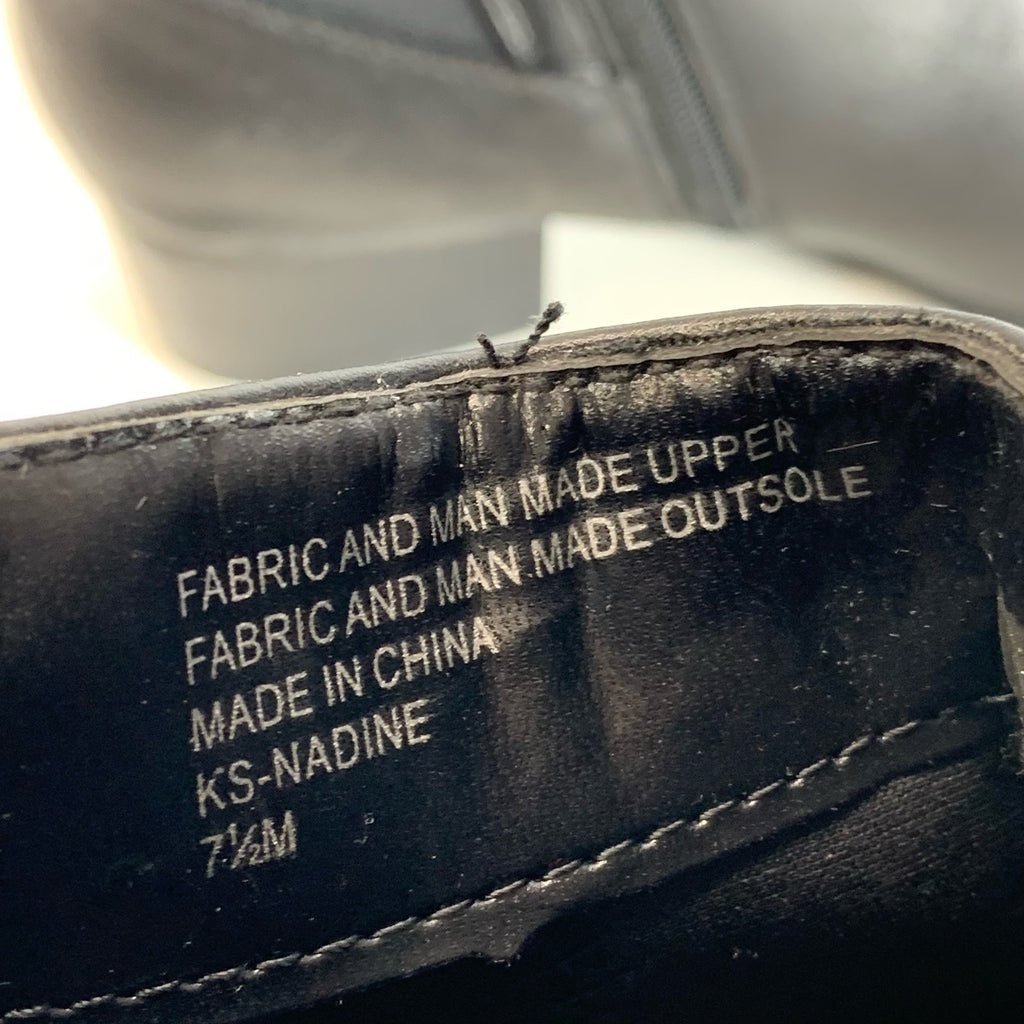 FABRIC AND MAN MADE UPPER
FABRIC AND MAN MADE OUTSOLE
MADE IN CHINA
KS-NADINE
7½M